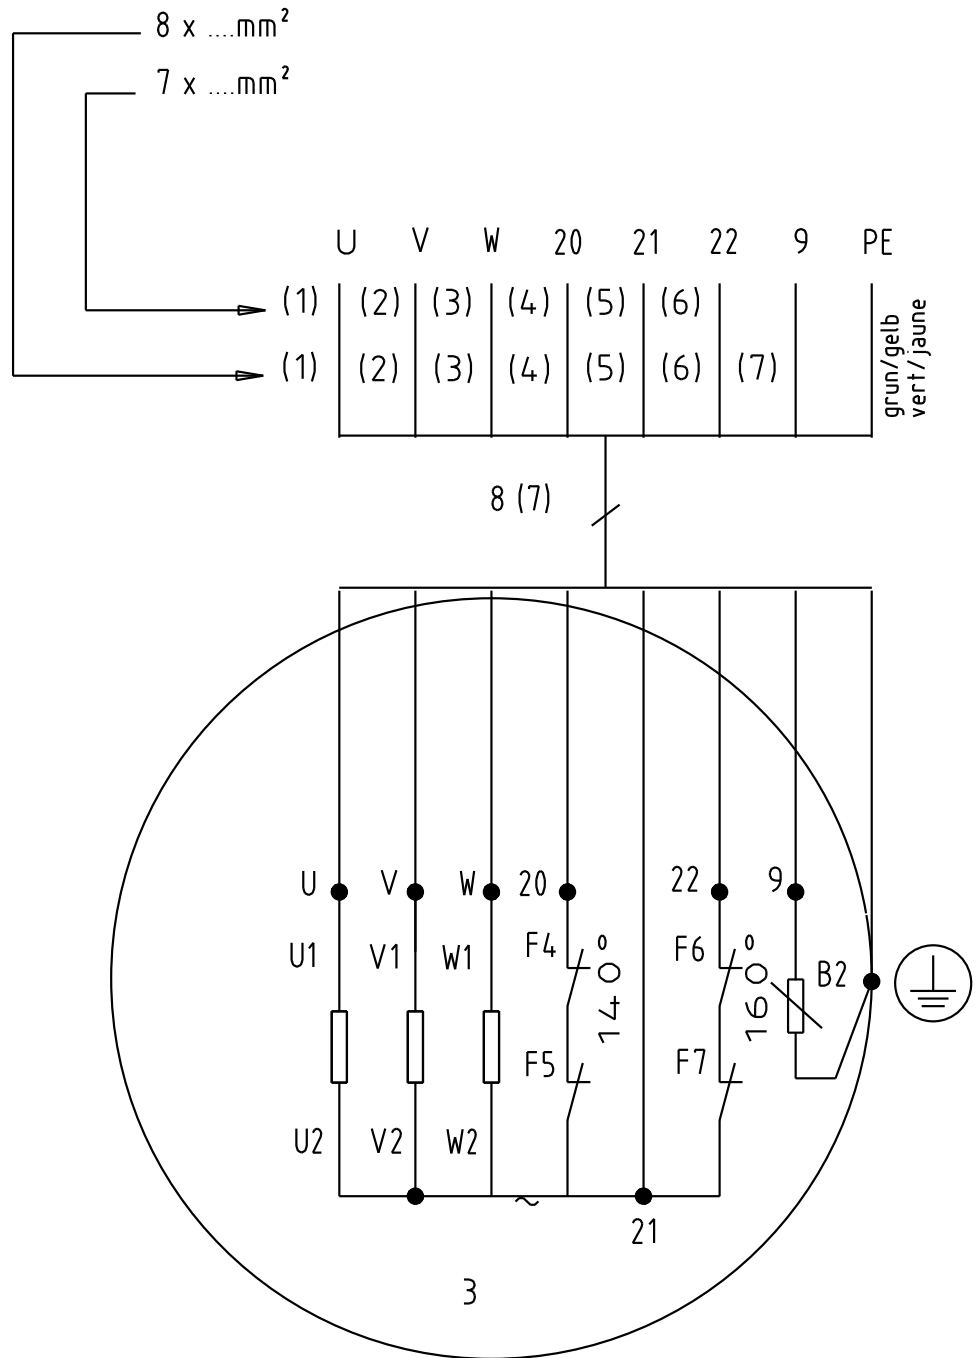 8 x ....mm²
7 x ....mm²
U V W 20 21 22 9 PE
(1) (2) (3) (4) (5) (6)
(1) (2) (3) (4) (5) (6) (7)
grun/gelb
vert/jaune
8 (7)
U V W 20 22 9
U1 V1 W1 F4 140° F6 160° B2
F5 F7
U2 V2 W2
~
21
3